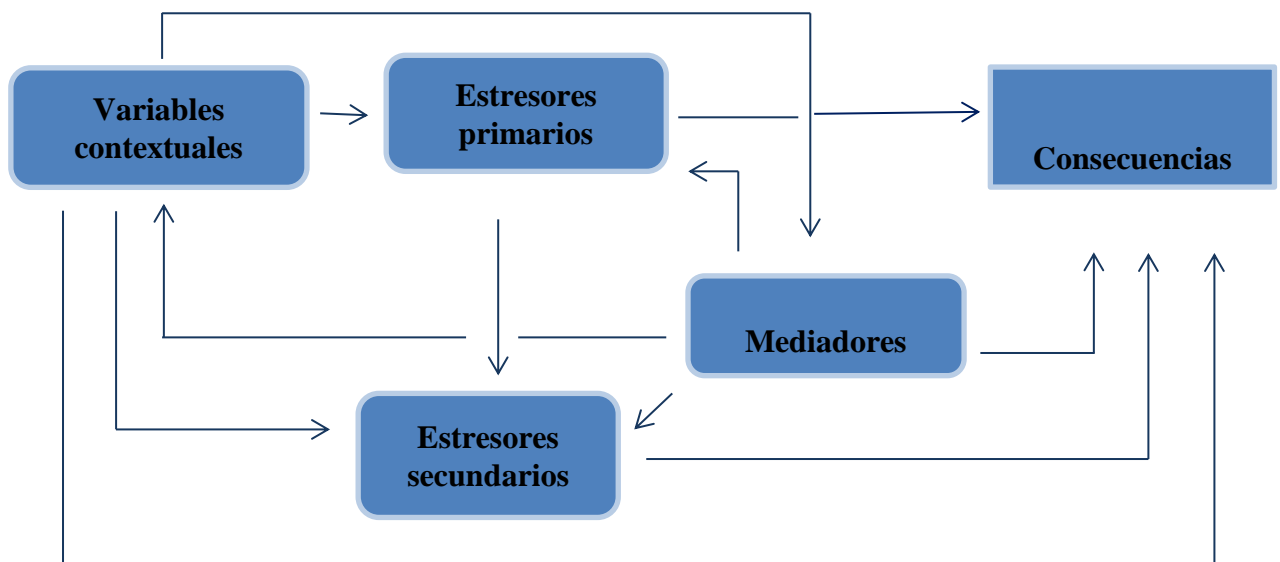 Variables
contextuales
Estresores
primarios
Consecuencias
Mediadores
Estresores
secundarios